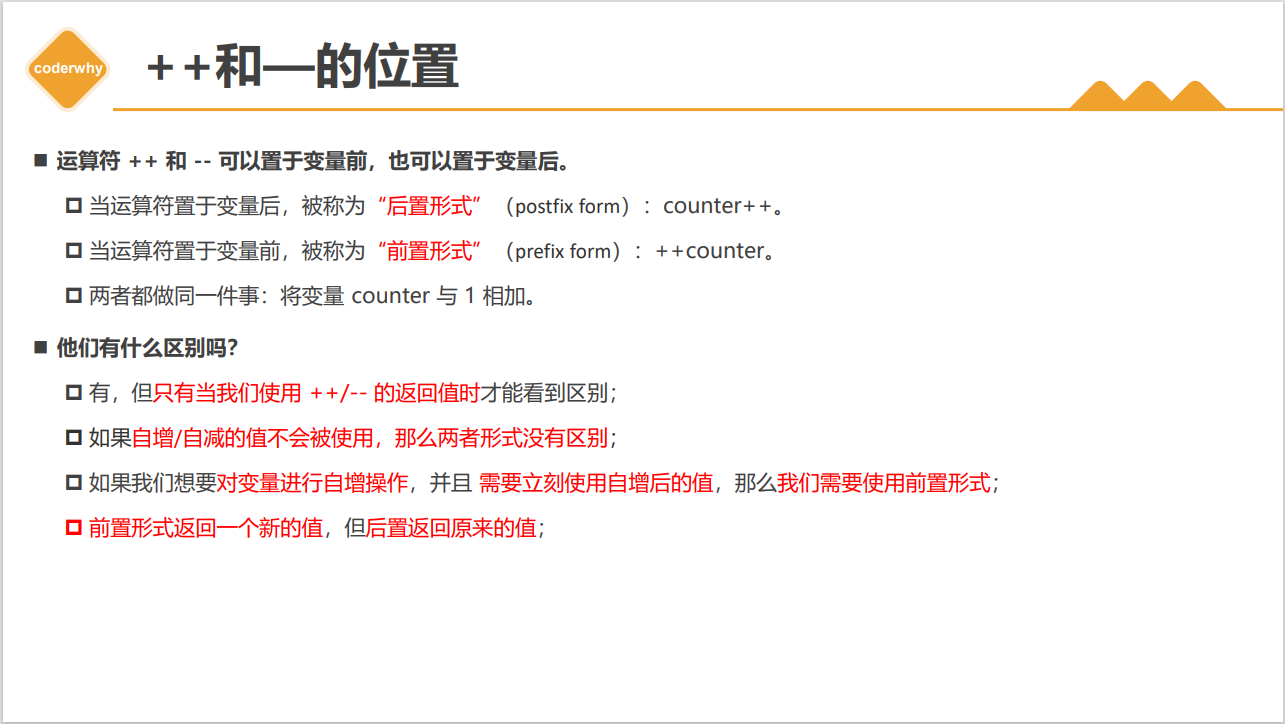 coderwhy
++和—的位置
运算符 ++ 和 -- 可以置于变量前，也可以置于变量后。
当运算符置于变量后，被称为“后置形式”（postfix form）：counter++。
当运算符置于变量前，被称为“前置形式”（prefix form）：++counter。
两者都做同一件事：将变量 counter 与 1 相加。
他们有什么区别吗？
有，但只有当我们使用 ++/-- 的返回值时才能看到区别；
如果自增/自减的值不会被使用，那么两者形式没有区别；
如果我们想要对变量进行自增操作，并且 需要立刻使用自增后的值，那么我们需要使用前置形式；
前置形式返回一个新的值，但后置返回原来的值；